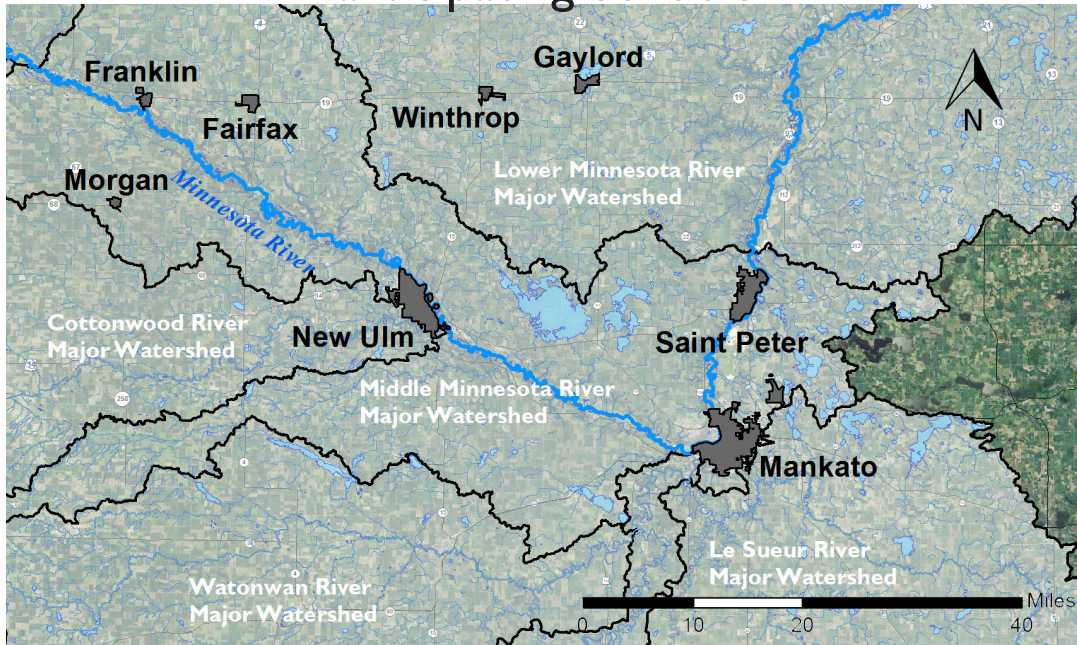 Franklin
Fairfax
Winthrop
Gaylord
N
Morgan
Minnesota River
Lower Minnesota River
Major Watershed
Cottonwood River
Major Watershed
New Ulm
Saint Peter
Middle Minnesota River
Major Watershed
Mankato
Watonwan River
Major Watershed
Le Sueur River
Major Watershed
Miles
0 10 20 40